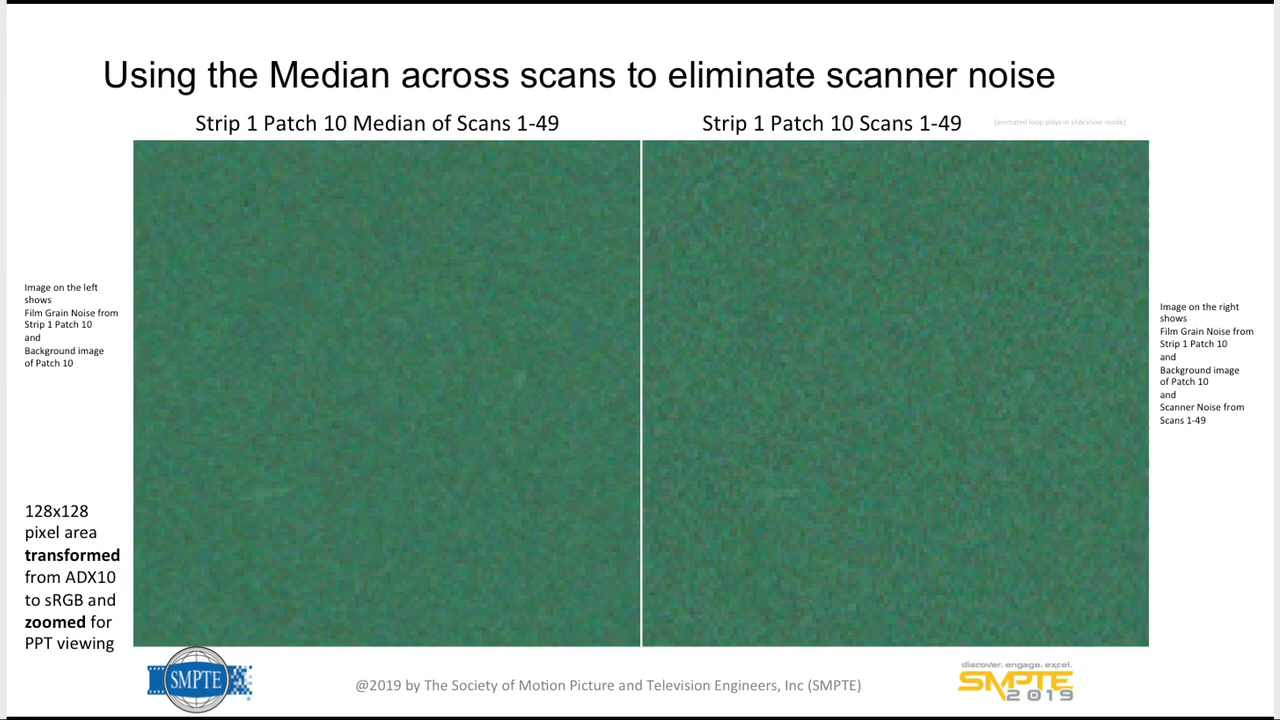 Using the Median across scans to eliminate scanner noise
Strip 1 Patch 10 Median of Scans 1-49
Strip 1 Patch 10 Scans 1-49
(animated loop plays in slideshow mode)
Image on the left
shows
Film Grain Noise from
Strip 1 Patch 10
and
Background image
of Patch 10
Image on the right
shows
Film Grain Noise from
Strip 1 Patch 10
and
Background image
of Patch 10
and
Scanner Noise from
Scans 1-49
128x128
pixel area
transformed
from ADX10
to sRGB and
zoomed for
PPT viewing
SMPTE
@2019 by The Society of Motion Picture and Television Engineers, Inc. (SMPTE)
discover. engage. excel.
SMPTE
2019